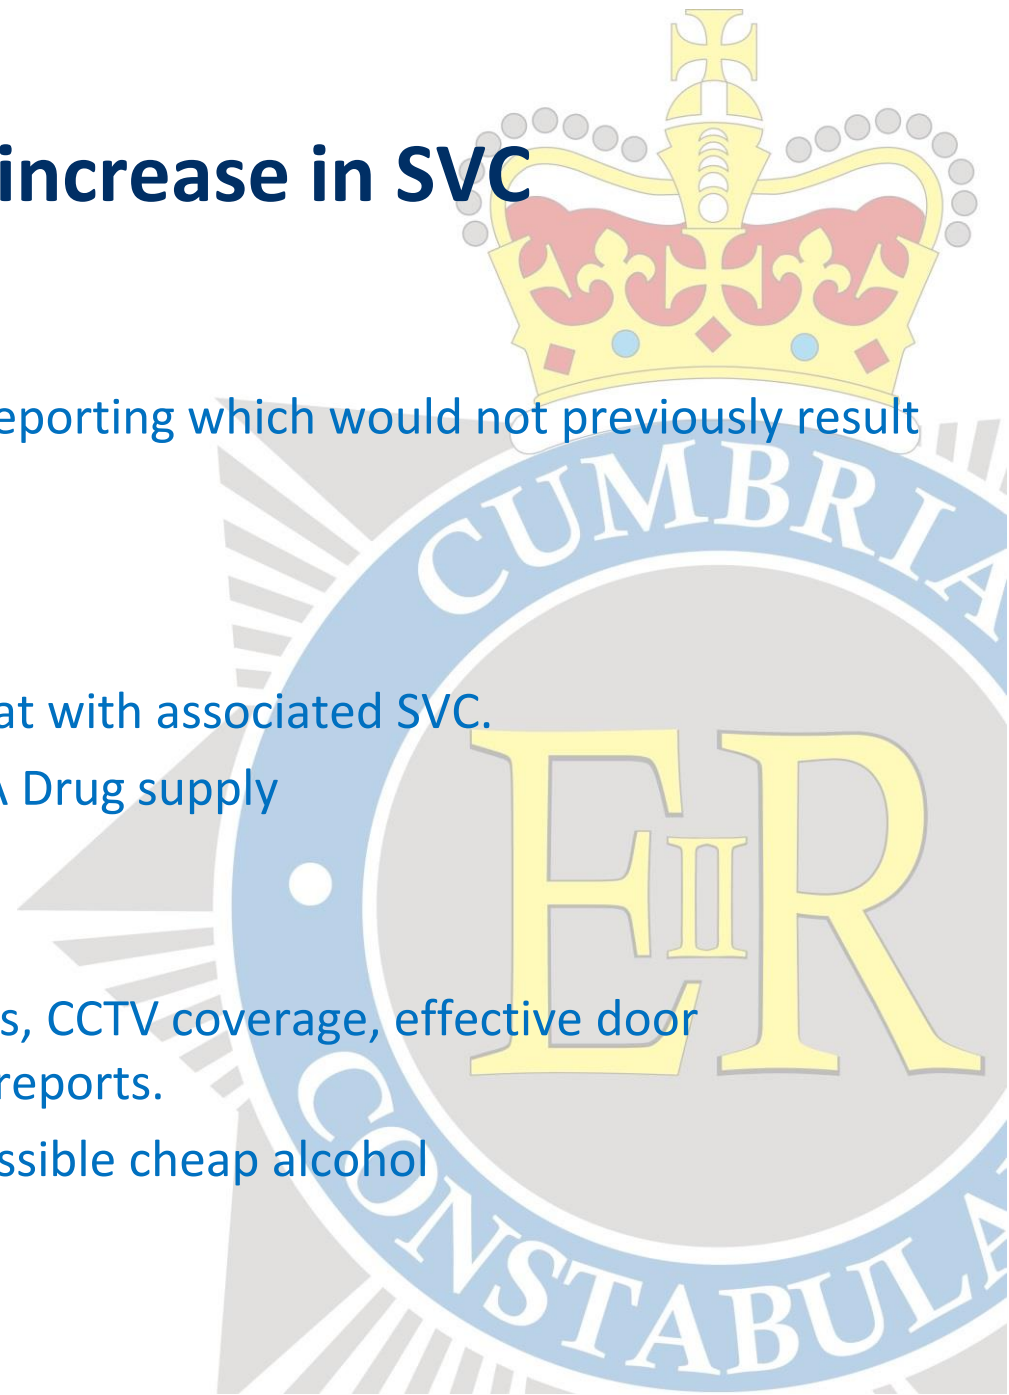 increase in SVC
eporting which would not previously result
at with associated SVC.
A Drug supply
s, CCTV coverage, effective door
reports.
ssible cheap alcohol
CUMBRIA
EIIR
CONSTABULA